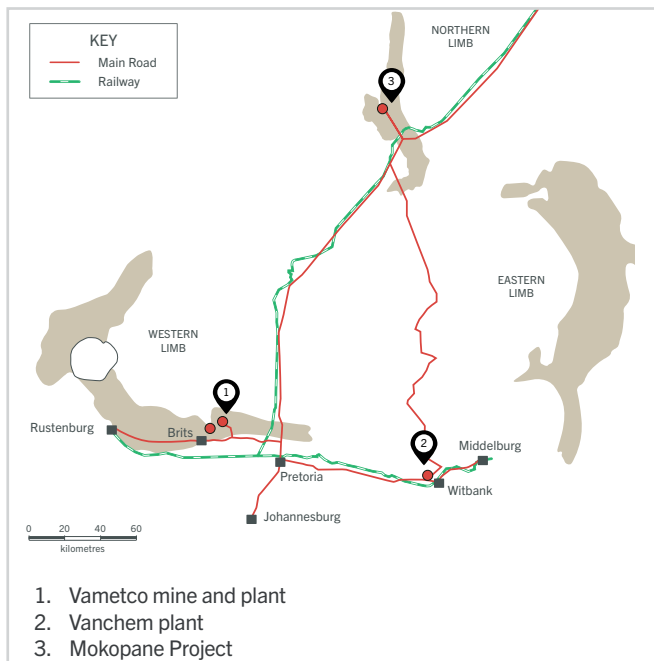 KEY
Main Road
Railway
NORTHERN
LIMB
3
EASTERN
LIMB
WESTERN
LIMB
1
Rustenburg
Brits
2
Middelburg
Pretoria
Witbank
Johannesburg
0 20 40 60
kilometres
1. Vametco mine and plant
2. Vanchem plant
3. Mokopane Project